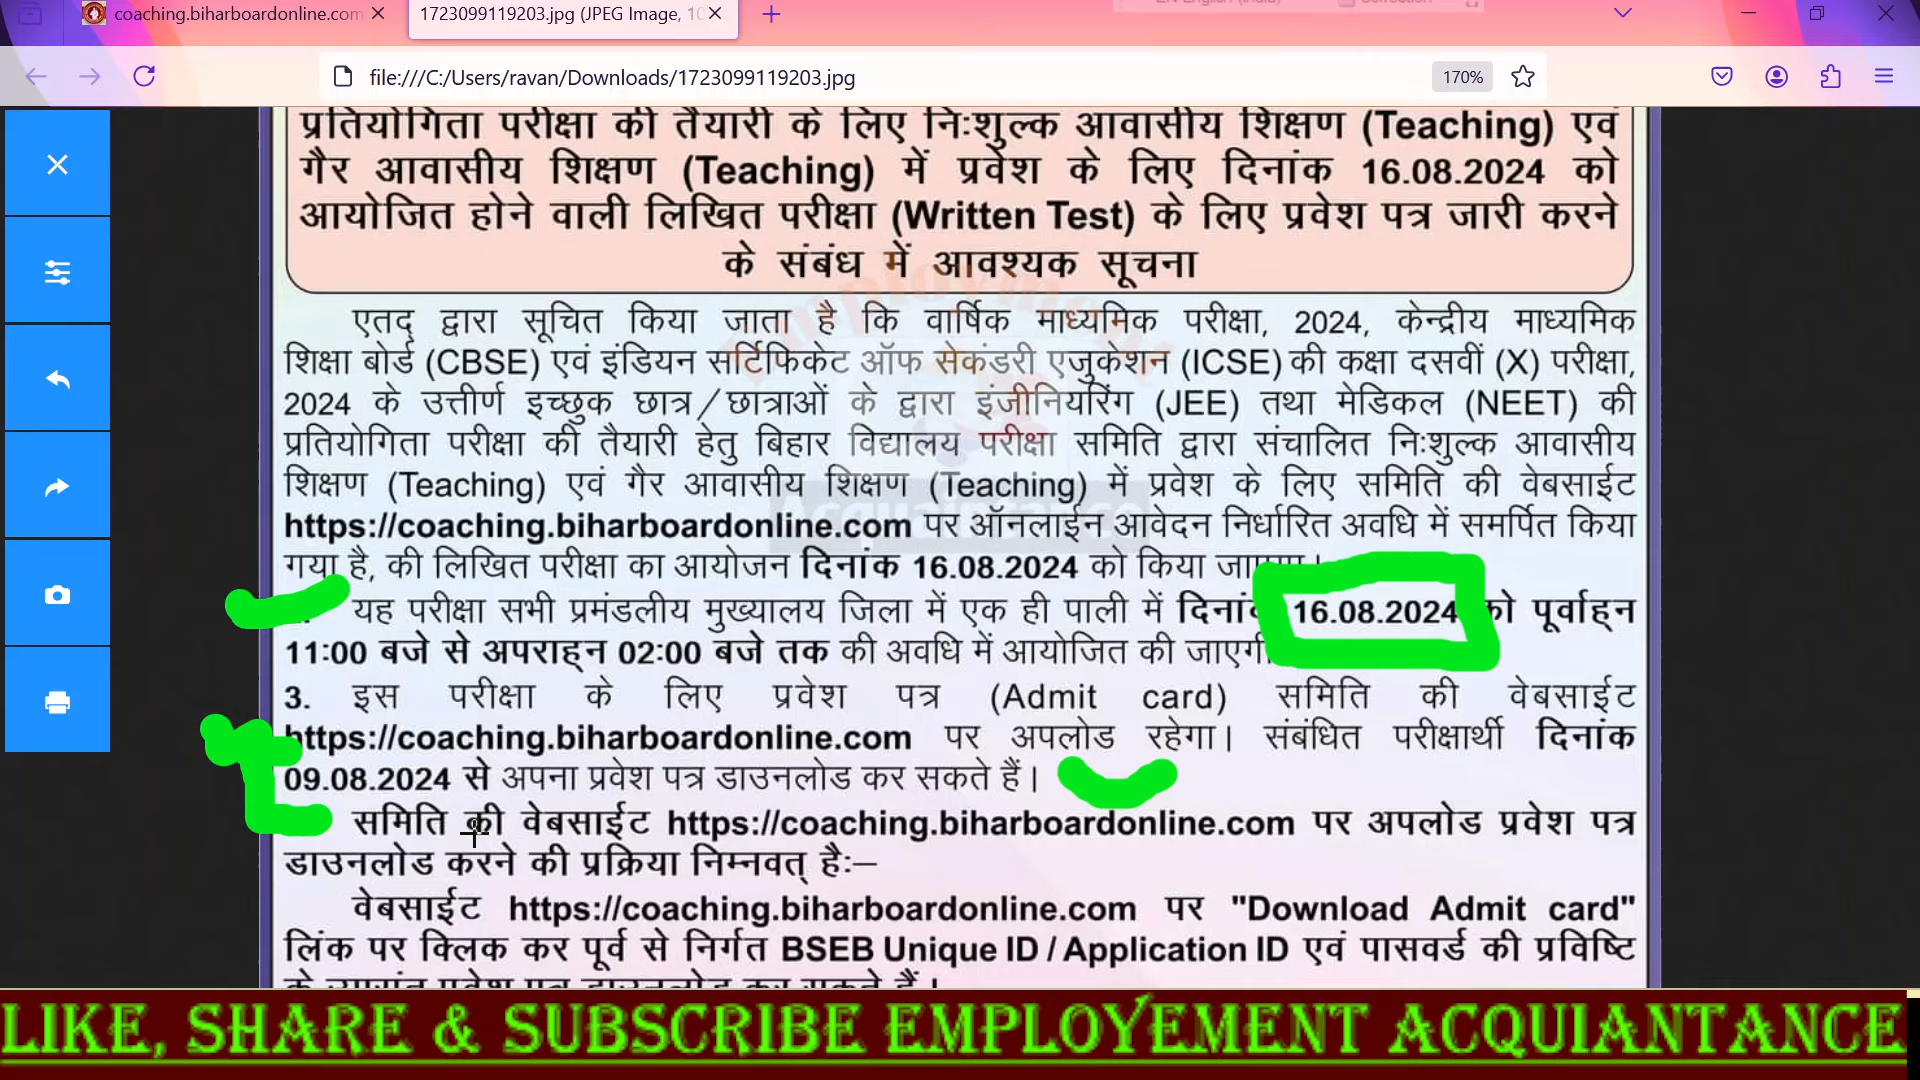 coaching.biharboardonline.com
1723099119203.jpg (JPEG Image, 10
file:///C:/Users/ravan/Downloads/1723099119203.jpg
170%
प्रतियोगिता परीक्षा की तैयारी के लिए निःशुल्क आवासीय शिक्षण (Teaching) एवं
गैर आवासीय शिक्षण (Teaching) में प्रवेश के लिए दिनांक 16.08.2024 को
आयोजित होने वाली लिखित परीक्षा (Written Test) के लिए प्रवेश पत्र जारी करने
के संबंध में आवश्यक सूचना
एतद् द्वारा सूचित किया जाता है कि वार्षिक माध्यमिक परीक्षा, 2024, केन्द्रीय माध्यमिक
शिक्षा बोर्ड (CBSE) एवं इंडियन सर्टिफिकेट ऑफ सेकंडरी एजुकेशन (ICSE) की कक्षा दसवीं (X) परीक्षा,
2024 के उत्तीर्ण इच्छुक छात्र/छात्राओं के द्वारा इंजीनियरिंग (JEE) तथा मेडिकल (NEET) की
प्रतियोगिता परीक्षा की तैयारी हेतु बिहार विद्यालय परीक्षा समिति द्वारा संचालित निःशुल्क आवासीय
शिक्षण (Teaching) एवं गैर आवासीय शिक्षण (Teaching) में प्रवेश के लिए समिति की वेबसाईट
https://coaching.biharboardonline.com पर ऑनलाईन आवेदन निर्धारित अवधि में समर्पित किया
गया है, की लिखित परीक्षा का आयोजन दिनांक 16.08.2024 को किया
यह परीक्षा सभी प्रमंडलीय मुख्यालय जिला में एक ही पाली में दिनांक 16.08.2024 को पूर्वाह्न
11:00 बजे से अपराह्न 02:00 बजे तक की अवधि में आयोजित की जाएगी
3. इस परीक्षा के लिए प्रवेश पत्र (Admit card) समिति की वेबसाईट
https://coaching.biharboardonline.com पर अपलोड रहेगा। संबंधित परीक्षार्थी दिनांक
09.08.2024 से अपना प्रवेश पत्र डाउनलोड कर सकते हैं।
समिति की वेबसाईट https://coaching.biharboardonline.com पर अपलोड प्रवेश पत्र
डाउनलोड करने की प्रक्रिया निम्नवत् है:–
वेबसाईट https://coaching.biharboardonline.com पर "Download Admit card"
लिंक पर क्लिक कर पूर्व से निर्गत BSEB Unique ID / Application ID एवं पासवर्ड की प्रविष्टि
LIKE, SHARE & SUBSCRIBE EMPLOYEMENT ACQUIANTANCE